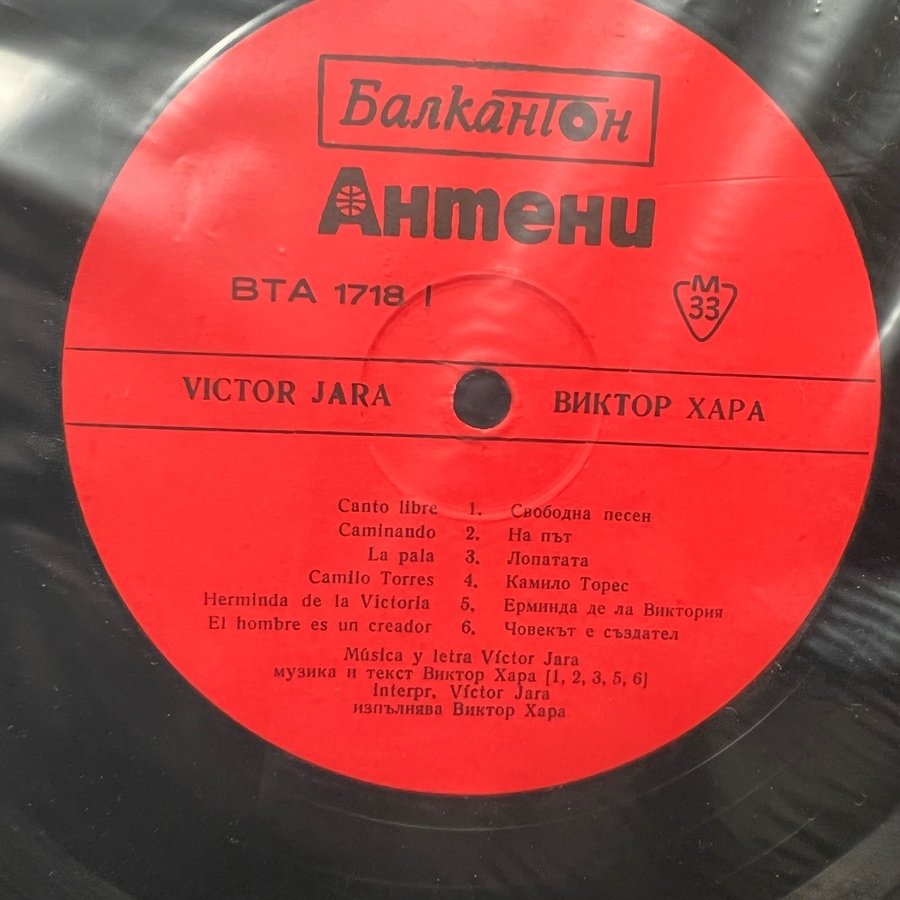 Балкантон
Антени
ВТА 1718 I
М
33
VICTOR JARA ВИКТОР ХАРА
Canto libre 1. Свободна песен
Caminando 2. На път
La pala 3. Лопатата
Camilo Torres 4. Камило Торес
Herminda de la Victoria 5. Ерминда де ла Виктория
El hombre es un creador 6. Човекът е създател
Música y letra Víctor Jara
музика и текст Виктор Хара [1, 2, 3, 5, 6]
Interpr, Víctor Jara
изпълнява Виктор Хара